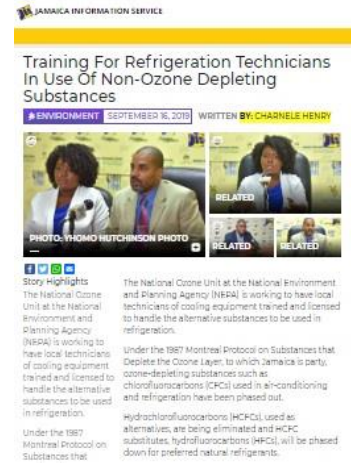 JAMAICA INFORMATION SERVICE
Training For Refrigeration Technicians
In Use Of Non-Ozone Depleting
Substances
ENVIRONMENT
SEPTEMBER 16, 2019
WRITTEN BY: CHARNELE HENRY
PHOTO: YHOMO HUTCHINSON PHOTO
RELATED
RELATED
RELATED
Story Highlights
The National Ozone
Unit at the National
Environment and
Planning Agency
(NEPA) is working to
have local technicians
of cooling equipment
trained and licensed to
handle the alternative
substances to be used
in refrigeration.
Under the 1987
Montreal Protocol on
Substances that
The National Ozone Unit at the National Environment
and Planning Agency (NEPA) is working to have local
technicians of cooling equipment trained and licensed
to handle the alternative substances to be used in
refrigeration.
Under the 1987 Montreal Protocol on Substances that
Deplete the Ozone Layer, to which Jamaica is party,
ozone-depleting substances such as
chlorofluorocarbons (CFCs) used in air-conditioning
and refrigeration have been phased out.
Hydrochlorofluorocarbons (HCFCs), used as
alternatives, are being eliminated and HCFC
substitutes, hydrofluorocarbons (HFCs), will be phased
down for preferred natural refrigerants.